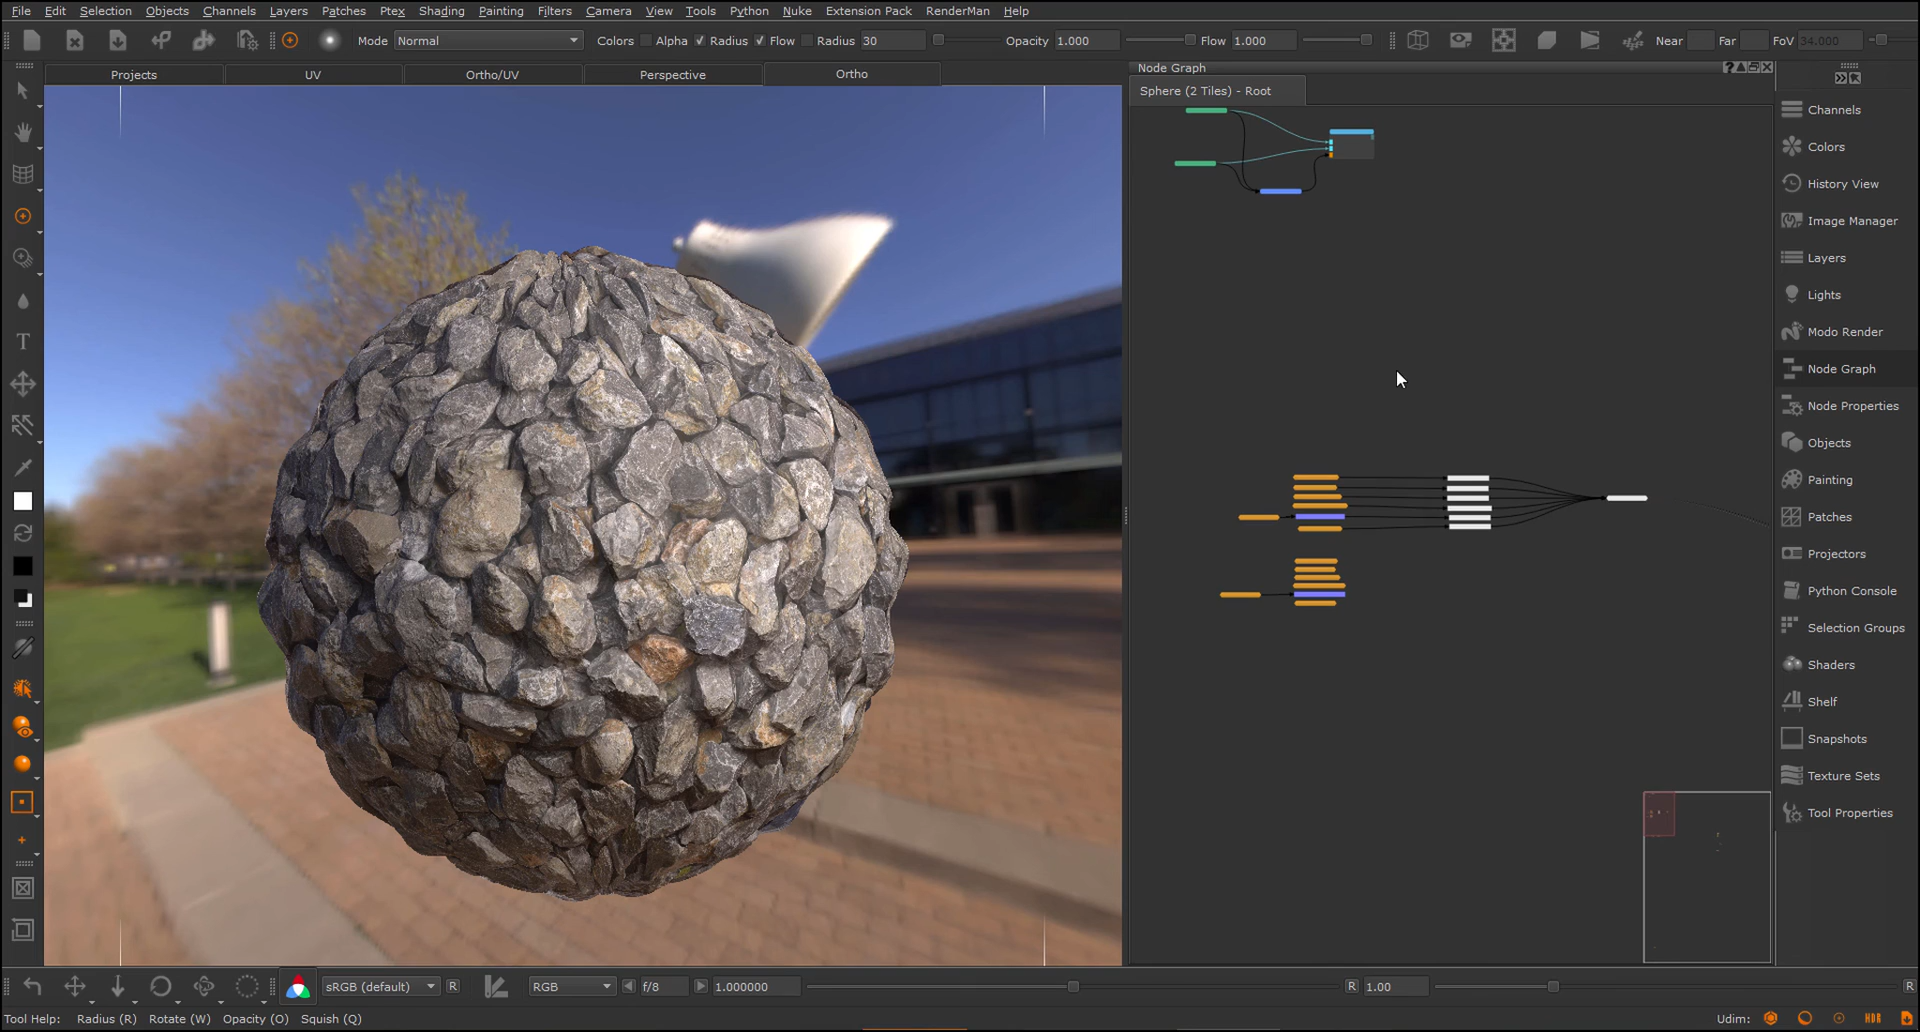 File Edit Selection Objects Channels Layers Patches Ptex Shading Painting Filters Camera View Tools Python Nuke Extension Pack RenderMan Help
Mode Normal Colors Alpha Radius Flow Radius 30 Opacity 1.000 Flow 1.000 Near Far FoV 34.000
Projects UV Ortho/UV Perspective Ortho
Node Graph
Sphere (2 Tiles) - Root
Channels
Colors
History View
Image Manager
Layers
Lights
Modo Render
Node Graph
Node Properties
Objects
Painting
Patches
Projectors
Python Console
Selection Groups
Shaders
Shelf
Snapshots
Texture Sets
Tool Properties
T
sRGB (default) R RGB f/8 1.000000 R 1.00 R
Tool Help: Radius (R) Rotate (W) Opacity (O) Squish (Q) Udim: HDR